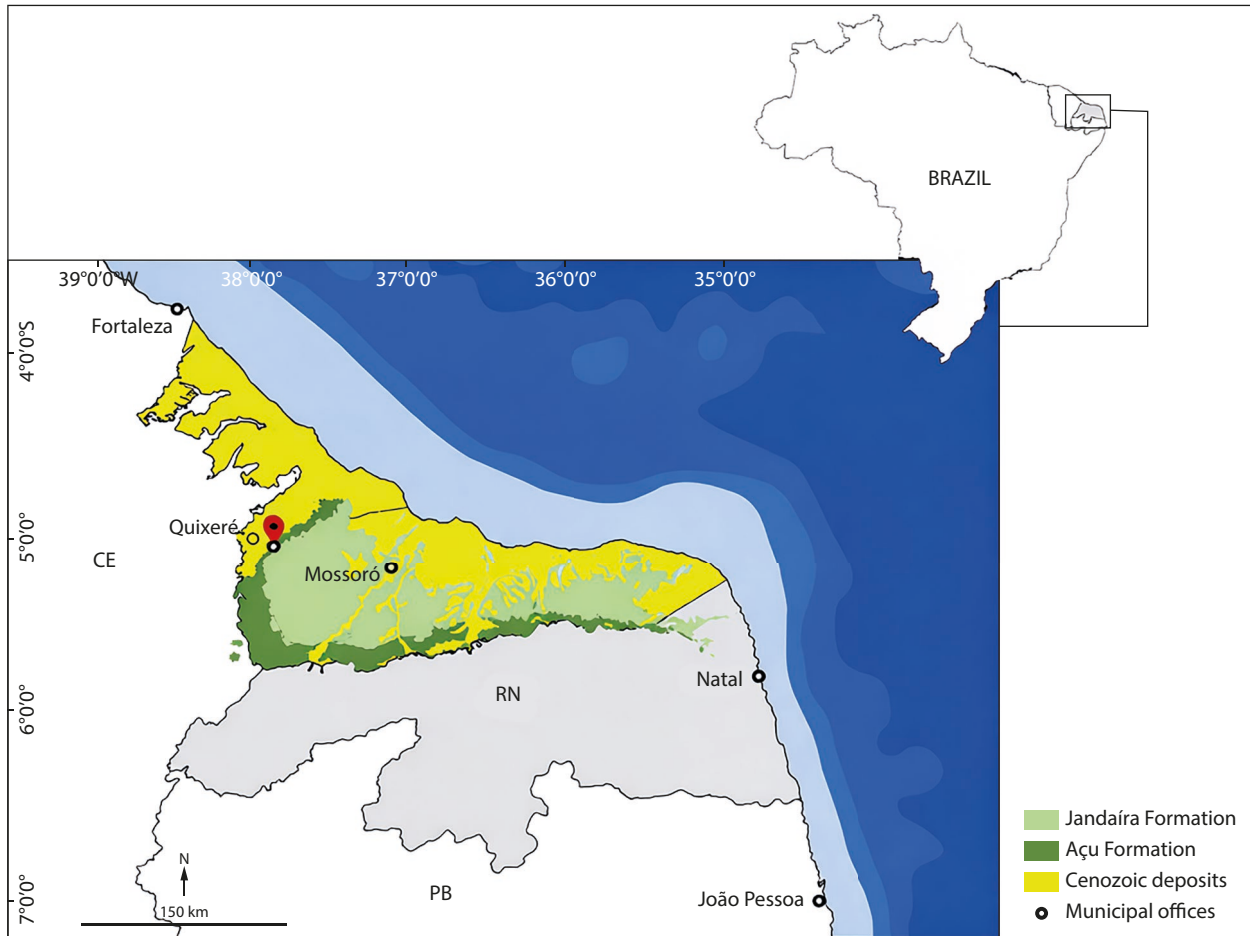 BRAZIL
39°0'0"W
38°0'0"
37°0'0"
36°0'0"
35°0'0"
4°0'0"S
5°0'0"
6°0'0"
7°0'0"
Fortaleza
Quixeré
CE
Mossoró
RN
Natal
PB
João Pessoa
N
150 km
Jandaíra Formation
Açu Formation
Cenozoic deposits
Municipal offices